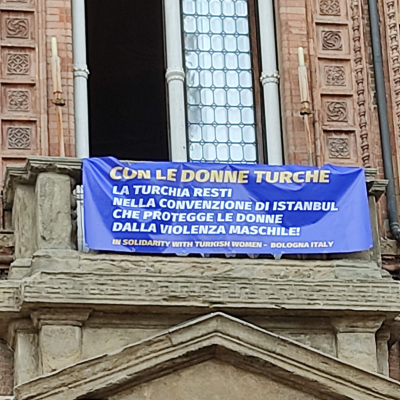 CON LE DONNE TURCHE
LA TURCHIA RESTI
NELLA CONVENZIONE DI ISTANBUL
CHE PROTEGGE LE DONNE
DALLA VIOLENZA MASCHILE!
IN SOLIDARITY WITH TURKISH WOMEN - BOLOGNA ITALY